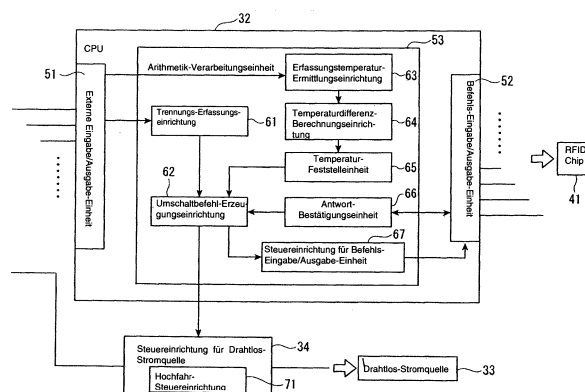 32
CPU
53
51
Arithmetik-Verarbeitungseinheit
Erfassungstemperatur-
Ermittlungseinrichtung
63
52
Externe Eingabe/Ausgabe-Einheit
Befehls-Eingabe/Ausgabe-Einheit
Trennungs-Erfassungs-
einrichtung
61
Temperaturdifferenz-
Berechnungseinrich-
tung
64
RFID
Chip
41
Temperatur-
Feststelleinheit
65
62
Umschaltbefehl-Erzeu-
gungseinrichtung
Antwort-
Bestätigungseinheit
66
67
Steuereinrichtung für Befehls-
Eingabe/Ausgabe-Einheit
Steuereinrichtung für Drahtlos-
Stromquelle
34
Hochfahr-
Steuereinrichtung
71
Drahtlos-Stromquelle
33